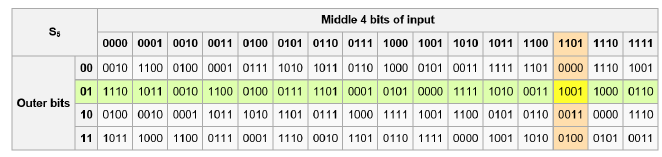 S5 Middle 4 bits of input
0000 0001 0010 0011 0100 0101 0110 0111 1000 1001 1010 1011 1100 1101 1110 1111
Outer bits
00 0010 1100 0100 0001 0111 1010 1011 0110 1000 0101 0011 1111 1101 0000 1110 1001
01 1110 1011 0010 1100 0100 0111 1101 0001 0101 0000 1111 1010 0011 1001 1000 0110
10 0100 0010 0001 1011 1010 1101 0111 1000 1111 1001 1100 0101 0110 0011 0000 1110
11 1011 1000 1100 0111 0001 1110 0010 1101 0110 1111 0000 1001 1010 0100 0101 0011